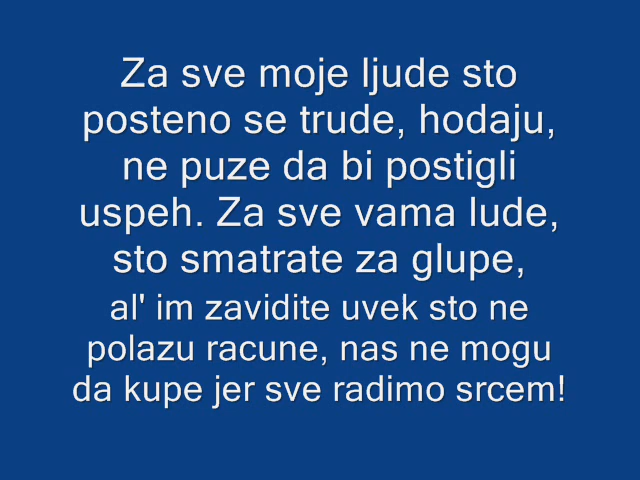 Za sve moje ljude sto
posteno se trude, hodaju,
ne puze da bi postigli
uspeh. Za sve vama lude,
sto smatrate za glupe,
al' im zavidite uvek sto ne
polazu racune, nas ne mogu
da kupe jer sve radimo srcem!